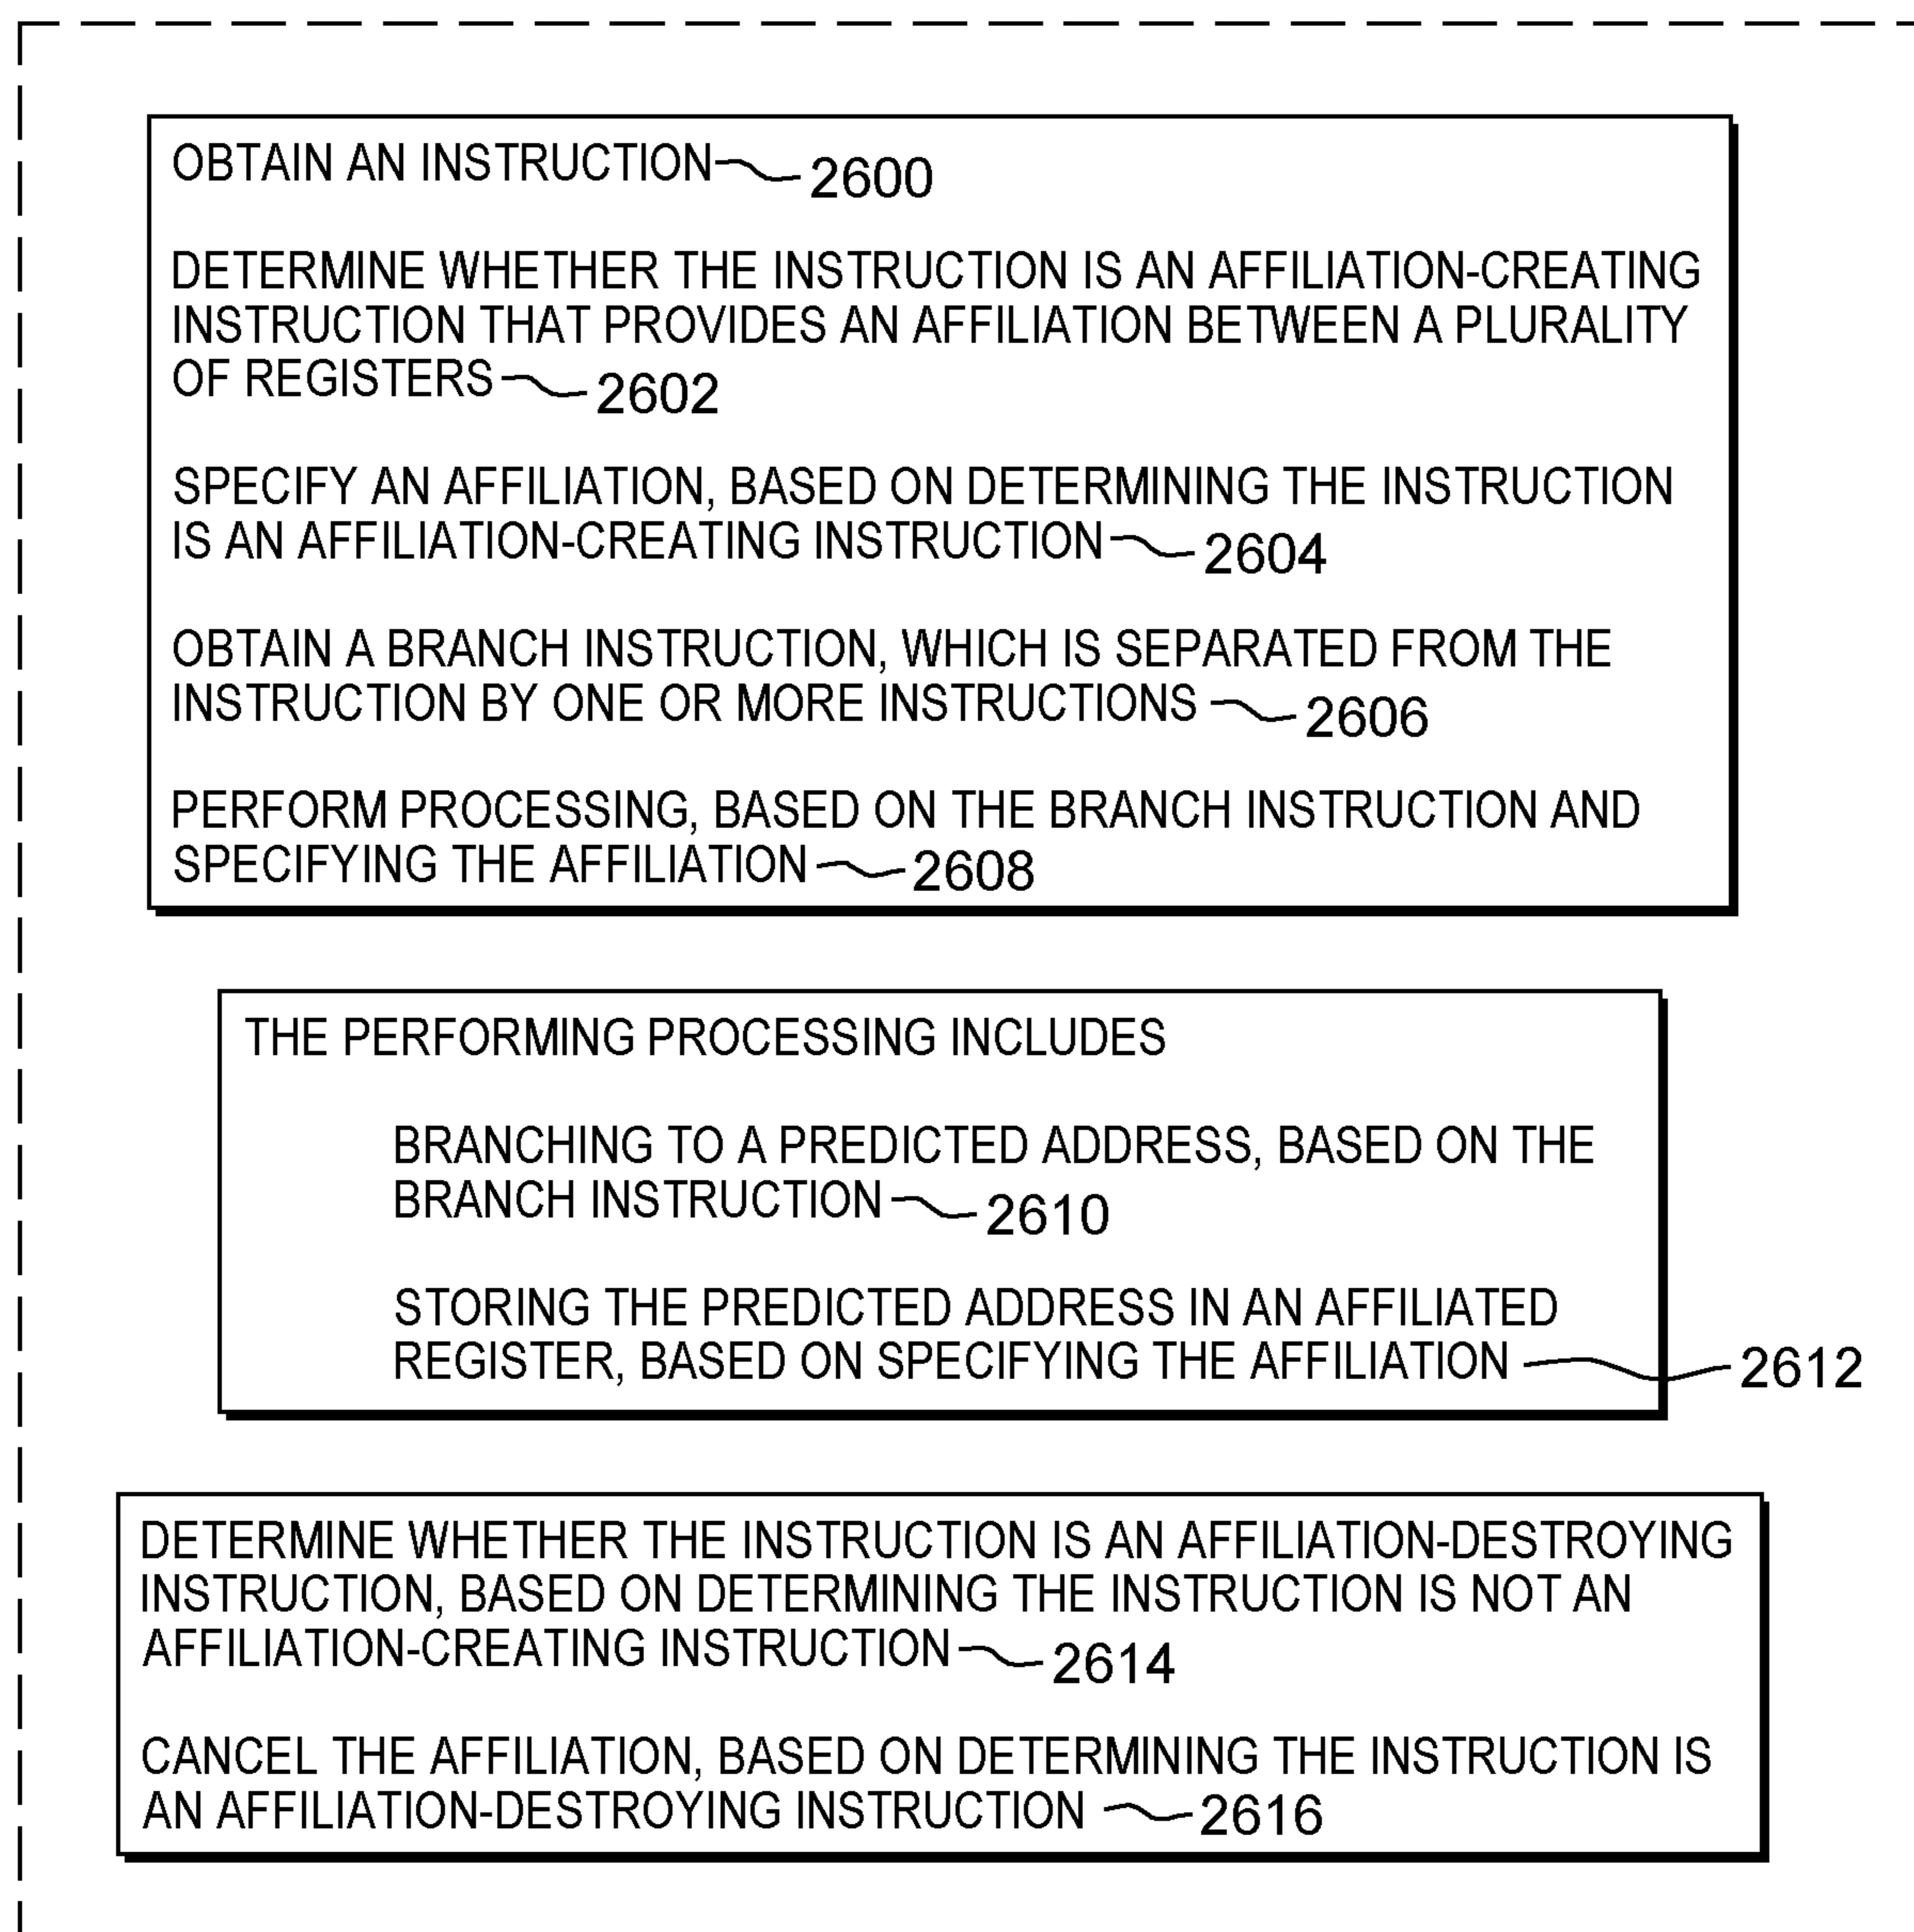 OBTAIN AN INSTRUCTION 2600
DETERMINE WHETHER THE INSTRUCTION IS AN AFFILIATION-CREATING
INSTRUCTION THAT PROVIDES AN AFFILIATION BETWEEN A PLURALITY
OF REGISTERS 2602
SPECIFY AN AFFILIATION, BASED ON DETERMINING THE INSTRUCTION
IS AN AFFILIATION-CREATING INSTRUCTION 2604
OBTAIN A BRANCH INSTRUCTION, WHICH IS SEPARATED FROM THE
INSTRUCTION BY ONE OR MORE INSTRUCTIONS 2606
PERFORM PROCESSING, BASED ON THE BRANCH INSTRUCTION AND
SPECIFYING THE AFFILIATION 2608
THE PERFORMING PROCESSING INCLUDES
BRANCHING TO A PREDICTED ADDRESS, BASED ON THE
BRANCH INSTRUCTION 2610
STORING THE PREDICTED ADDRESS IN AN AFFILIATED
REGISTER, BASED ON SPECIFYING THE AFFILIATION 2612
DETERMINE WHETHER THE INSTRUCTION IS AN AFFILIATION-DESTROYING
INSTRUCTION, BASED ON DETERMINING THE INSTRUCTION IS NOT AN
AFFILIATION-CREATING INSTRUCTION 2614
CANCEL THE AFFILIATION, BASED ON DETERMINING THE INSTRUCTION IS
AN AFFILIATION-DESTROYING INSTRUCTION 2616